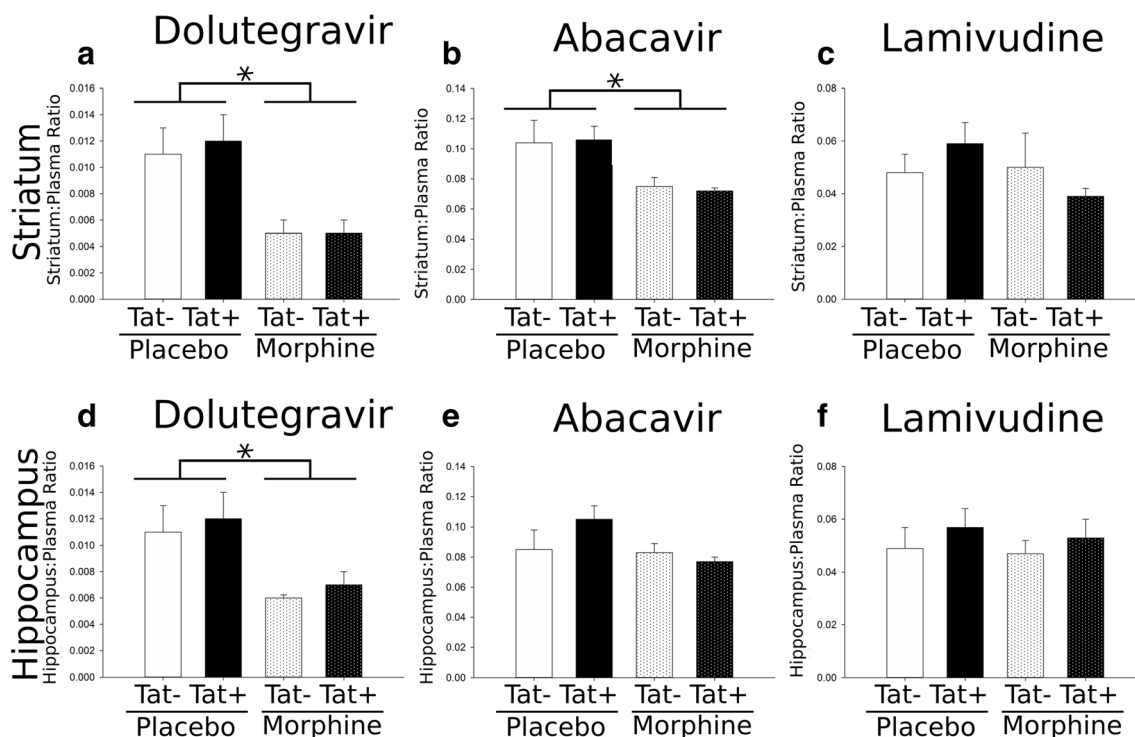 Striatum
a
Dolutegravir
*
Striatum:Plasma Ratio
0.016
0.014
0.012
0.010
0.008
0.006
0.004
0.002
0.000
Tat- Tat+ Tat- Tat+
Placebo Morphine
b
Abacavir
*
Striatum:Plasma Ratio
0.14
0.12
0.10
0.08
0.06
0.04
0.02
0.00
Tat- Tat+ Tat- Tat+
Placebo Morphine
c
Lamivudine
Striatum:Plasma Ratio
0.08
0.06
0.04
0.02
0.00
Tat- Tat+ Tat- Tat+
Placebo Morphine
Hippocampus
d
Dolutegravir
*
Hippocampus:Plasma Ratio
0.016
0.014
0.012
0.010
0.008
0.006
0.004
0.002
0.000
Tat- Tat+ Tat- Tat+
Placebo Morphine
e
Abacavir
Hippocampus:Plasma Ratio
0.14
0.12
0.10
0.08
0.06
0.04
0.02
0.00
Tat- Tat+ Tat- Tat+
Placebo Morphine
f
Lamivudine
Hippocampus:Plasma Ratio
0.08
0.06
0.04
0.02
0.00
Tat- Tat+ Tat- Tat+
Placebo Morphine